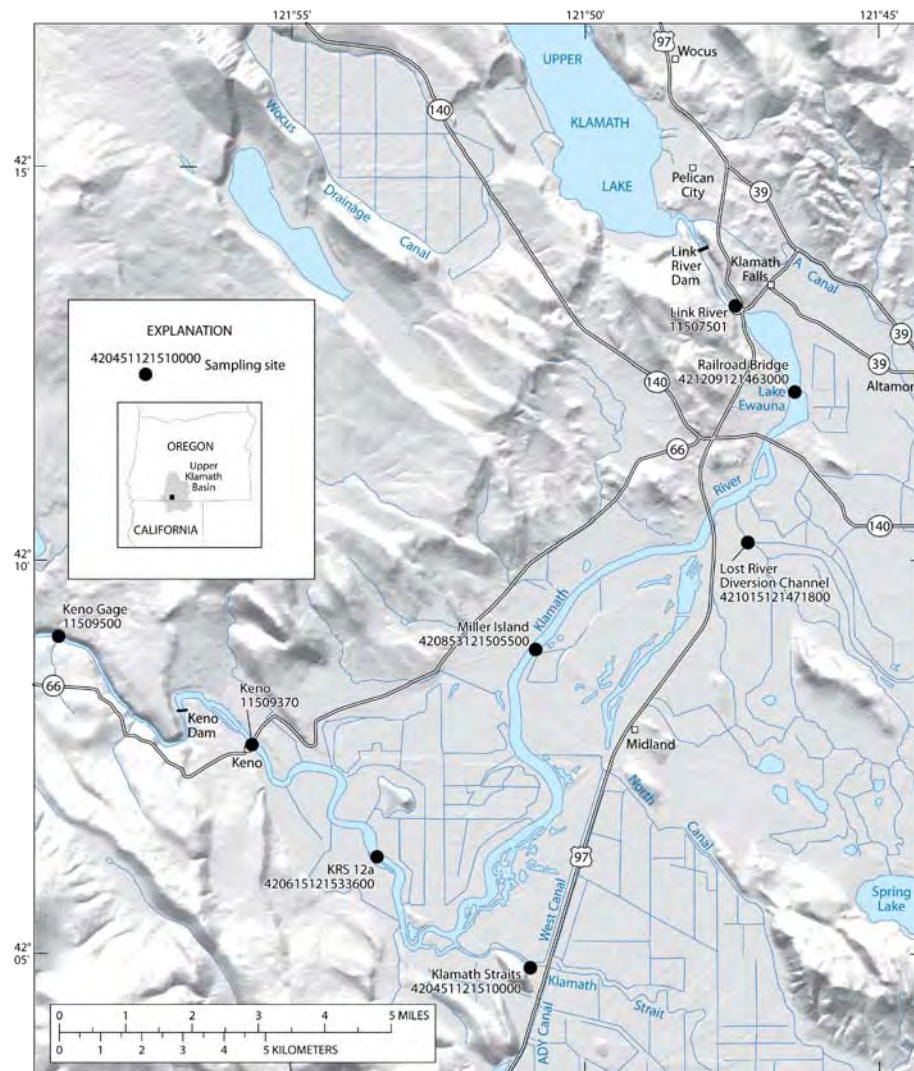 121°55'
121°50'
121°45'
97
Wocus
UPPER
KLAMATH
LAKE
140
Wocus
Drainage
Canal
42°
15'
Pelican
City
39
Link
River
Dam
Klamath
Falls
A Canal
Link River
11507501
39
EXPLANATION
420451121510000
Sampling site
Railroad Bridge
421209121463000
Lake
Ewauna
39
Altamon
140
66
OREGON
Upper
Klamath
Basin
CALIFORNIA
River
140
42°
10'
Lost River
Diversion Channel
421015121471800
Keno Gage
11509500
Klamath
Miller Island
420853121505500
66
Keno
11509370
Keno
Dam
Keno
Midland
North
Canal
KRS 12a
420615121533600
97
West Canal
Spring
Lake
42°
05'
Klamath Straits
420451121510000
Klamath
Strait
ADY Canal
0 1 2 3 4 5 MILES
0 1 2 3 4 5 KILOMETERS